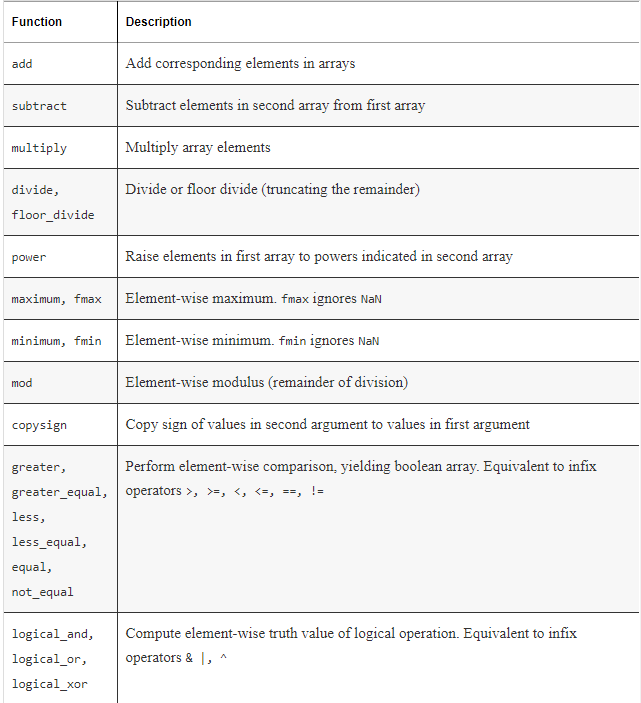 Function Description
add Add corresponding elements in arrays
subtract Subtract elements in second array from first array
multiply Multiply array elements
divide, Divide or floor divide (truncating the remainder)
floor_divide
power Raise elements in first array to powers indicated in second array
maximum, fmax Element-wise maximum. fmax ignores NaN
minimum, fmin Element-wise minimum. fmin ignores NaN
mod Element-wise modulus (remainder of division)
copysign Copy sign of values in second argument to values in first argument
greater, Perform element-wise comparison, yielding boolean array. Equivalent to infix
greater_equal, operators >, >=, <, <=, ==, !=
less,
less_equal,
equal,
not_equal
logical_and, Compute element-wise truth value of logical operation. Equivalent to infix
logical_or, operators & |, ^
logical_xor